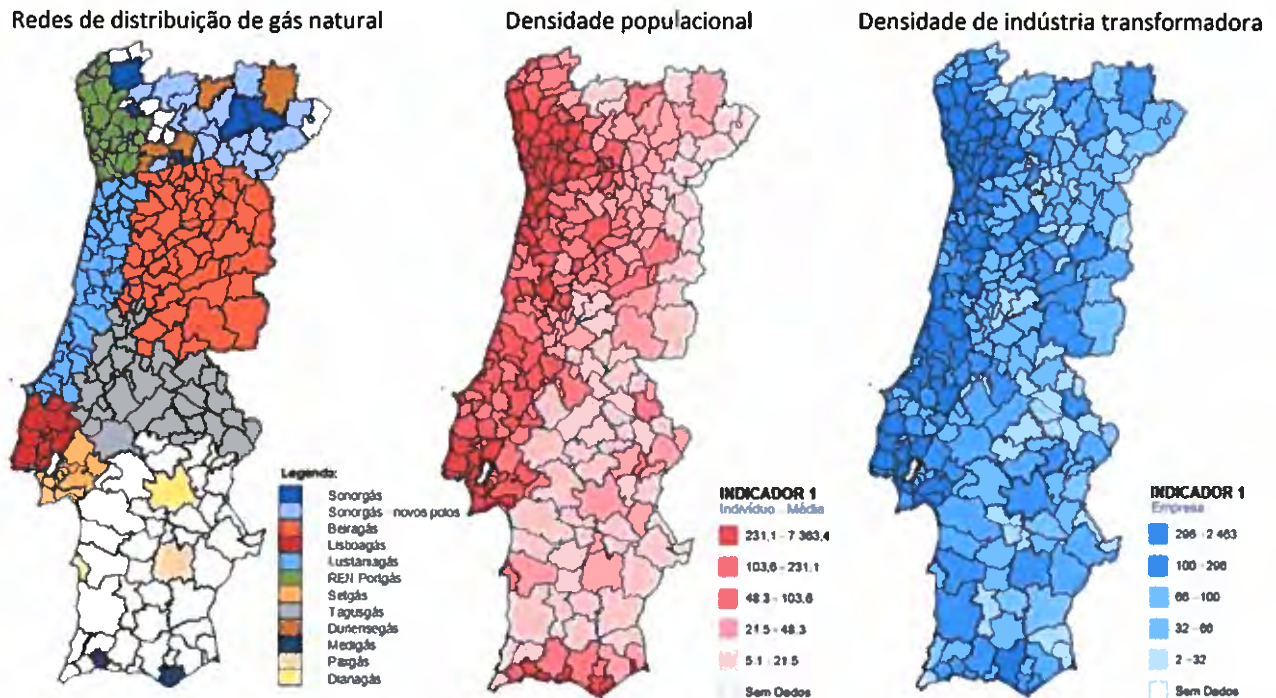 Redes de distribuição de gás natural
Densidade populacional
Densidade de indústria transformadora
Legenda:
Sonorgás
Sonorgás novos polos
Beiragás
Lisboagás
Lusitaniagás
REN Portgás
Setgás
Tagusgás
Duriensegás
Medigás
Paxgás
Dianagás
INDICADOR 1
Indivíduo - Média
231,1 - 7 363,4
103,6 - 231,1
48,3 - 103,6
21,5 - 48,3
5,1 - 21,5
Sem Dados
INDICADOR 1
Empresa
296 - 2 463
100 - 296
66 - 100
32 - 66
2 - 32
Sem Dados